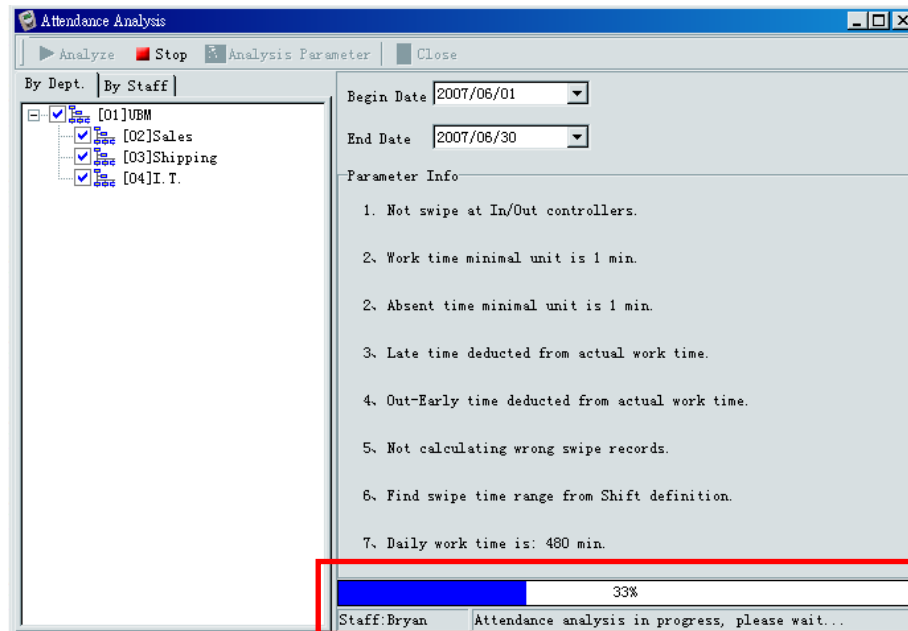 Attendance Analysis
Analyze Stop Analysis Parameter Close
By Dept. By Staff
[01]UBM
[02]Sales
[03]Shipping
[04]I.T.
Begin Date 2007/06/01
End Date 2007/06/30
Parameter Info
1. Not swipe at In/Out controllers.
2、Work time minimal unit is 1 min.
2、Absent time minimal unit is 1 min.
3、Late time deducted from actual work time.
4、Out-Early time deducted from actual work time.
5、Not calculating wrong swipe records.
6、Find swipe time range from Shift definition.
7、Daily work time is: 480 min.
33%
Staff:Bryan Attendance analysis in progress, please wait...